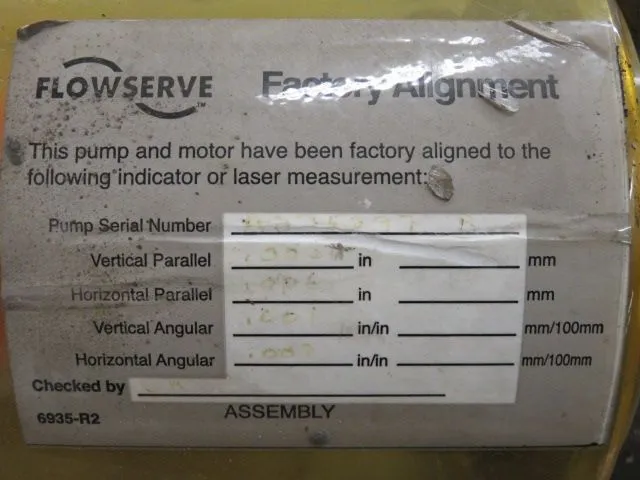 FLOWSERVE™ Factory Alignment
This pump and motor have been factory aligned to the
following indicator or laser measurement:
Pump Serial Number
Vertical Parallel in mm
Horizontal Parallel in mm
Vertical Angular .001 in/in mm/100mm
Horizontal Angular in/in mm/100mm
Checked by
6935-R2 ASSEMBLY